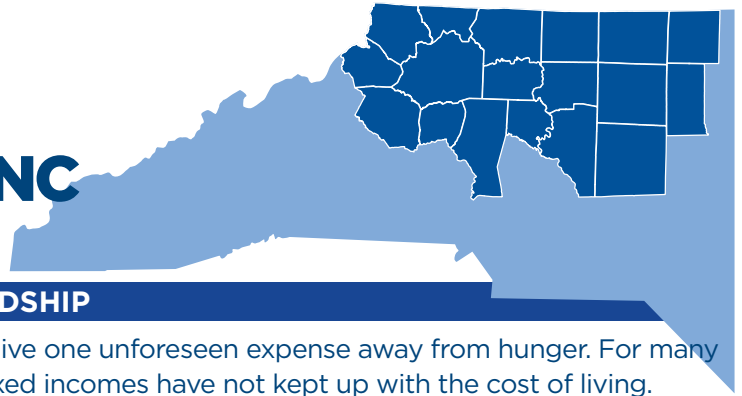 NC
DSHIP
ive one unforeseen expense away from hunger. For many
xed incomes have not kept up with the cost of living.